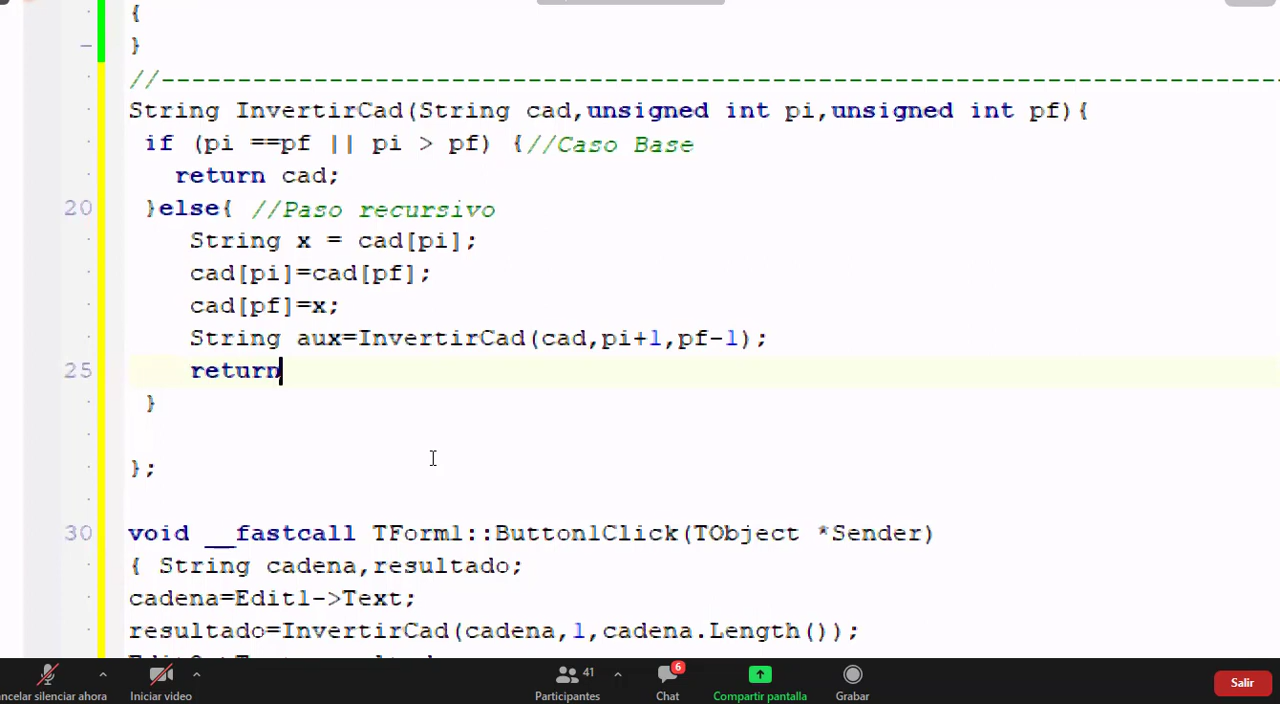 {
}
//--------------------------------------------------------------------------
String InvertirCad(String cad,unsigned int pi,unsigned int pf){
if (pi ==pf || pi > pf) {//Caso Base
return cad;
20 }else{ //Paso recursivo
String x = cad[pi];
cad[pi]=cad[pf];
cad[pf]=x;
String aux=InvertirCad(cad,pi+1,pf-1);
25 return
}
};
30 void __fastcall TForm1::Button1Click(TObject *Sender)
{ String cadena,resultado;
cadena=Edit1->Text;
resultado=InvertirCad(cadena,1,cadena.Length());
41 6
ancelar silenciar ahora Iniciar video Participantes Chat Compartir pantalla Grabar Salir